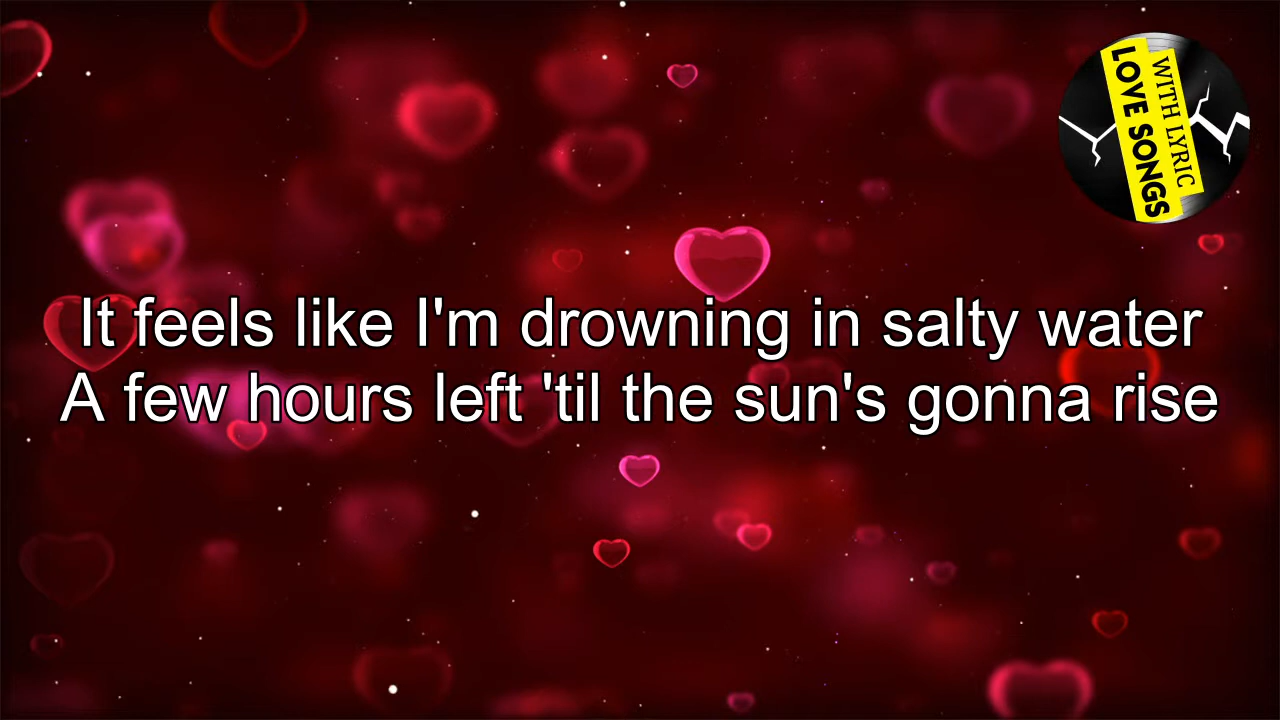 WITH LYRIC
LOVE SONGS
It feels like I'm drowning in salty water
A few hours left 'til the sun's gonna rise